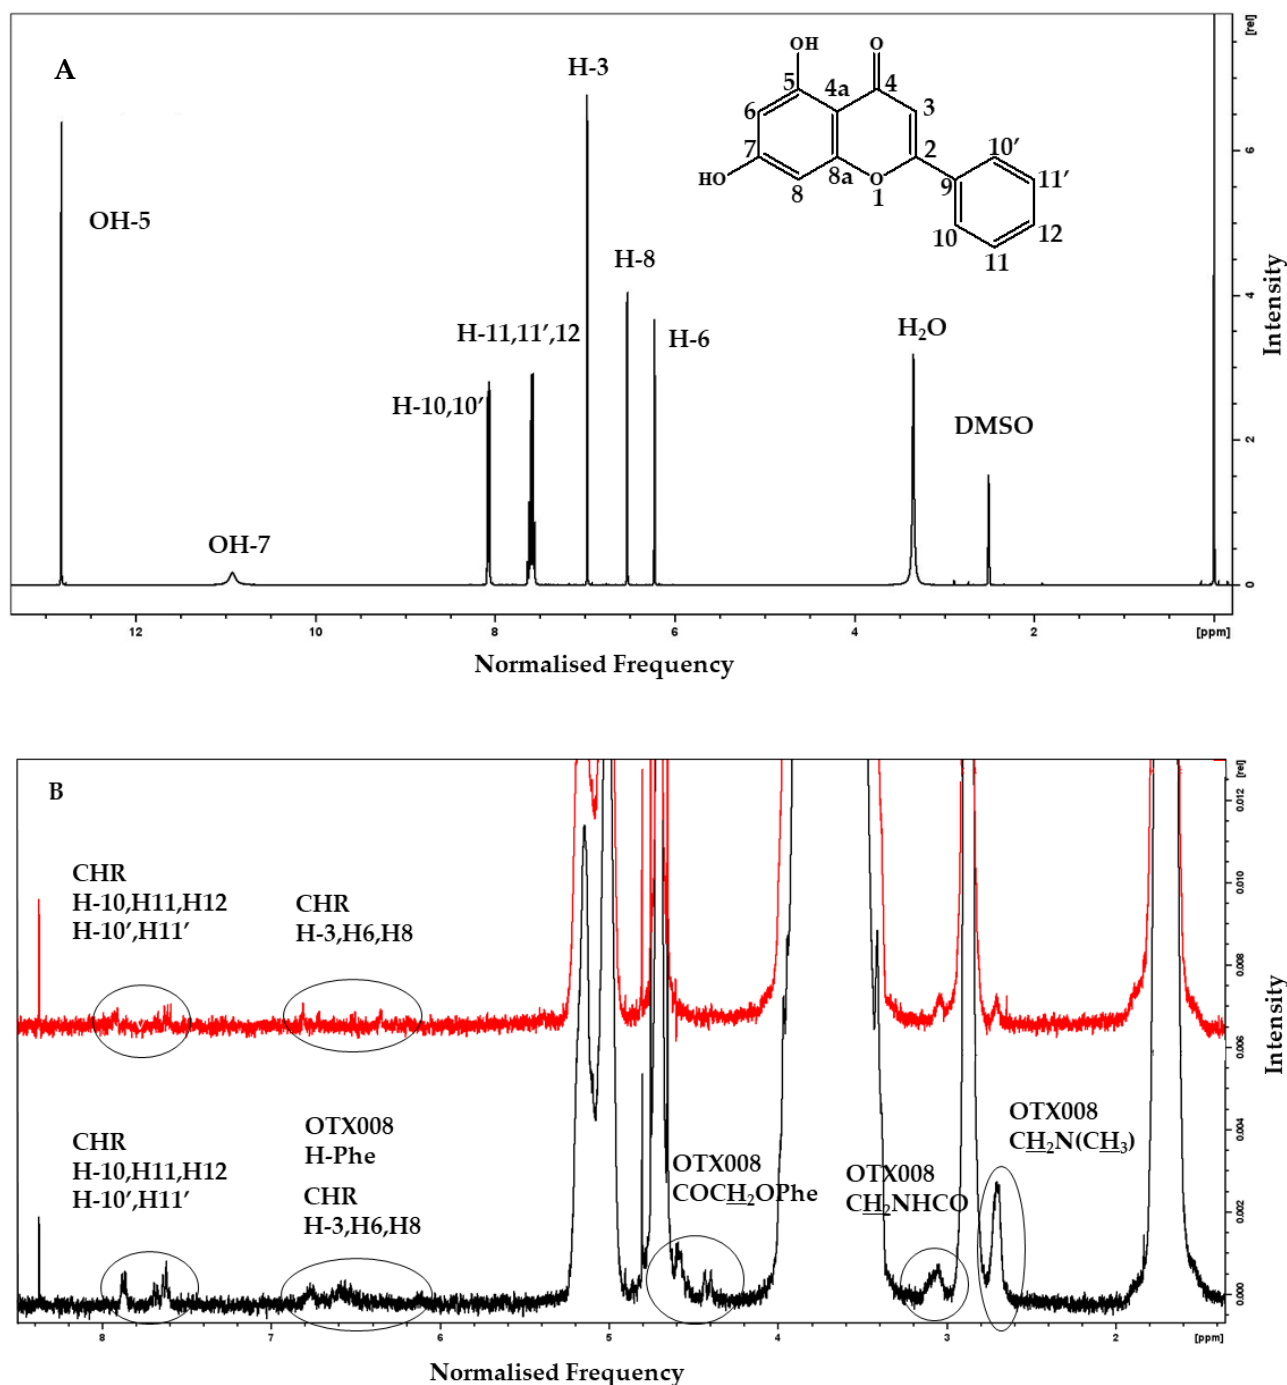 A
OH-5
OH-7
H-10,10′
H-11,11′,12
H-3
H-8
H-6
H₂O
DMSO
OH
O
5
4a
4
3
6
7
HO
8
8a
O
1
2
9
10′
11′
12
10
11
[rel]
6
4
2
0
Intensity
12
10
8
6
4
2
[ppm]
Normalised Frequency
B
CHR
H-10,H11,H12
H-10′,H11′
CHR
H-3,H6,H8
CHR
H-10,H11,H12
H-10′,H11′
OTX008
H-Phe
CHR
H-3,H6,H8
OTX008
COCH₂OPhe
OTX008
CH₂NHCO
OTX008
CH₂N(CH₃)
[rel]
0.012
0.010
0.008
0.006
0.004
0.002
0.000
Intensity
8
7
6
5
4
3
2
[ppm]
Normalised Frequency